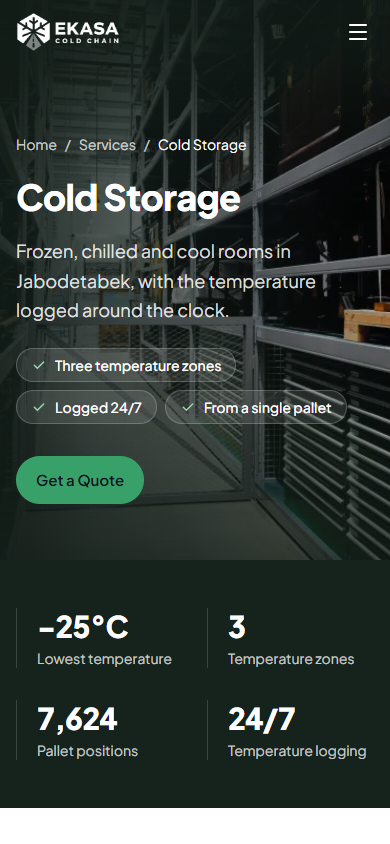 EKASA
COLD CHAIN
Home / Services / Cold Storage
Cold Storage
Frozen, chilled and cool rooms in
Jabodetabek, with the temperature
logged around the clock.
Three temperature zones
Logged 24/7
From a single pallet
Get a Quote
–25°C
Lowest temperature
3
Temperature zones
7,624
Pallet positions
24/7
Temperature logging